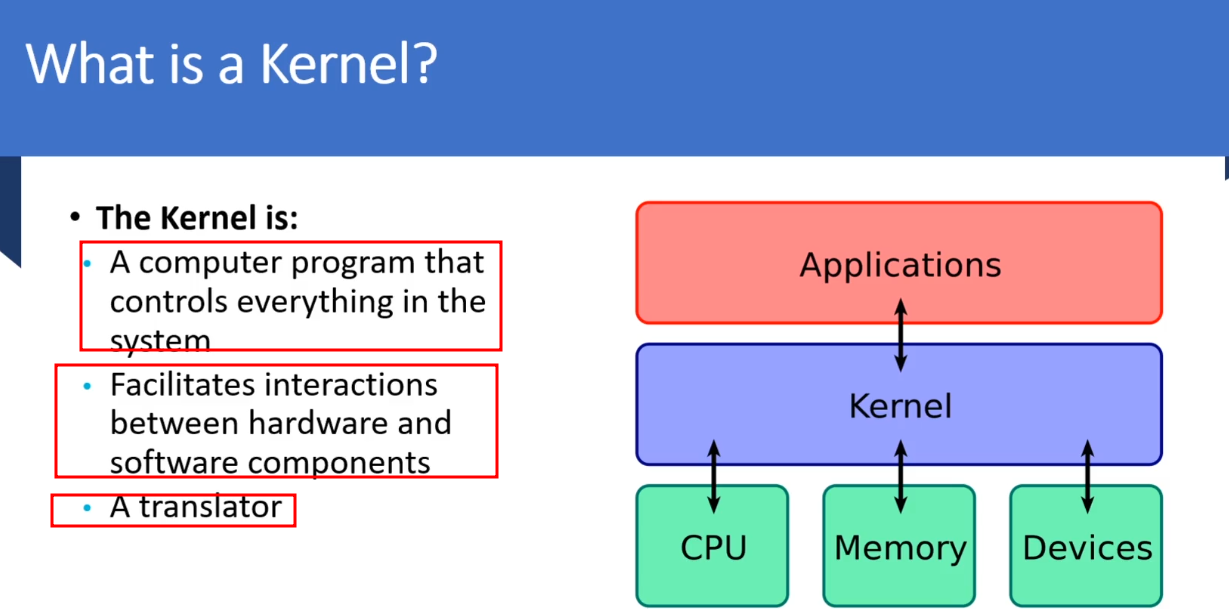 What is a Kernel?
• The Kernel is:
• A computer program that
controls everything in the
system
• Facilitates interactions
between hardware and
software components
• A translator
Applications
Kernel
CPU Memory Devices